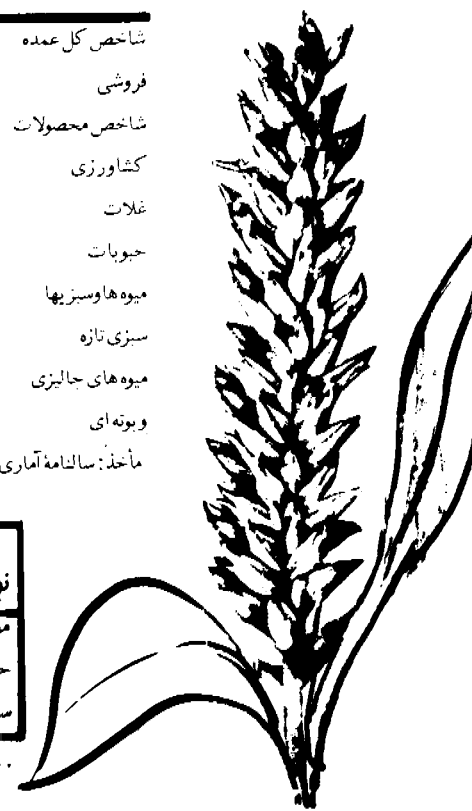 شاخص کل عمده
فروشی
شاخص محصولات
کشاورزی
غلات
حبوبات
میوه‌ها و سبزیها
سبزی تازه
میوه‌های جالیزی
و بوته‌ای
مأخذ: سالنامهٔ آماری